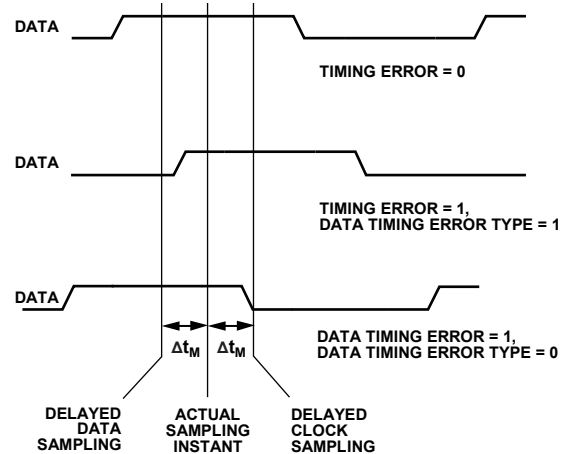 DATA
TIMING ERROR = 0
DATA
TIMING ERROR = 1,
DATA TIMING ERROR TYPE = 1
DATA
ΔtM
ΔtM
DATA TIMING ERROR = 1,
DATA TIMING ERROR TYPE = 0
DELAYED
DATA
SAMPLING
ACTUAL
SAMPLING
INSTANT
DELAYED
CLOCK
SAMPLING